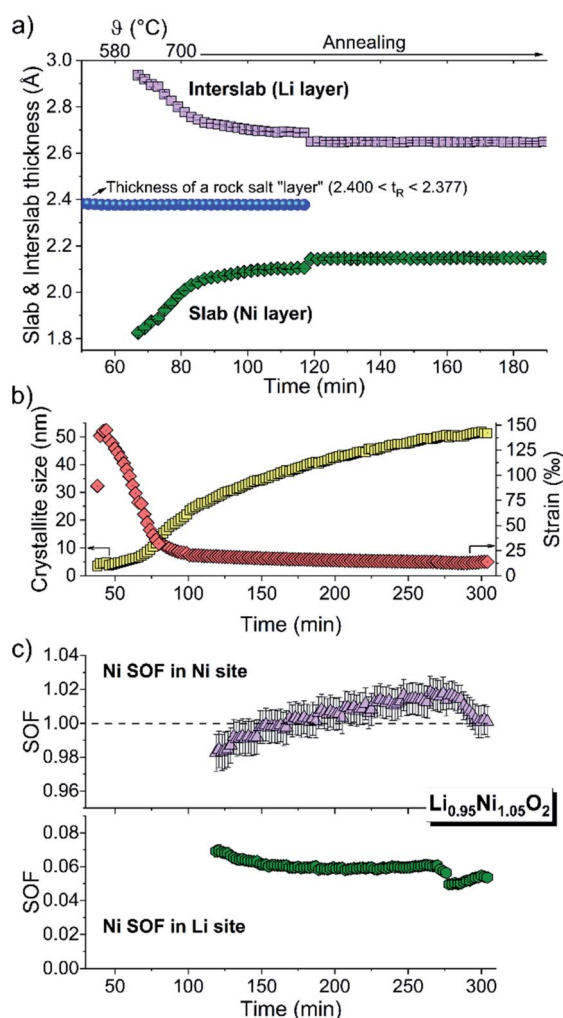 a)
ϑ (°C)
580 700 Annealing
3.0
2.8
2.6
2.4
2.2
2.0
1.8
Slab & Interslab thickness (Å)
Interslab (Li layer)
Thickness of a rock salt "layer" (2.400 < t_R < 2.377)
Slab (Ni layer)
60 80 100 120 140 160 180
Time (min)
b)
50
40
30
20
10
0
Crystallite size (nm)
150
125
100
75
50
25
0
Strain (‰)
50 100 150 200 250 300
Time (min)
c)
1.04
1.02
1.00
0.98
0.96
SOF
Ni SOF in Ni site
Li0.95Ni1.05O2
0.08
0.06
0.04
0.02
0.00
SOF
Ni SOF in Li site
50 100 150 200 250 300
Time (min)